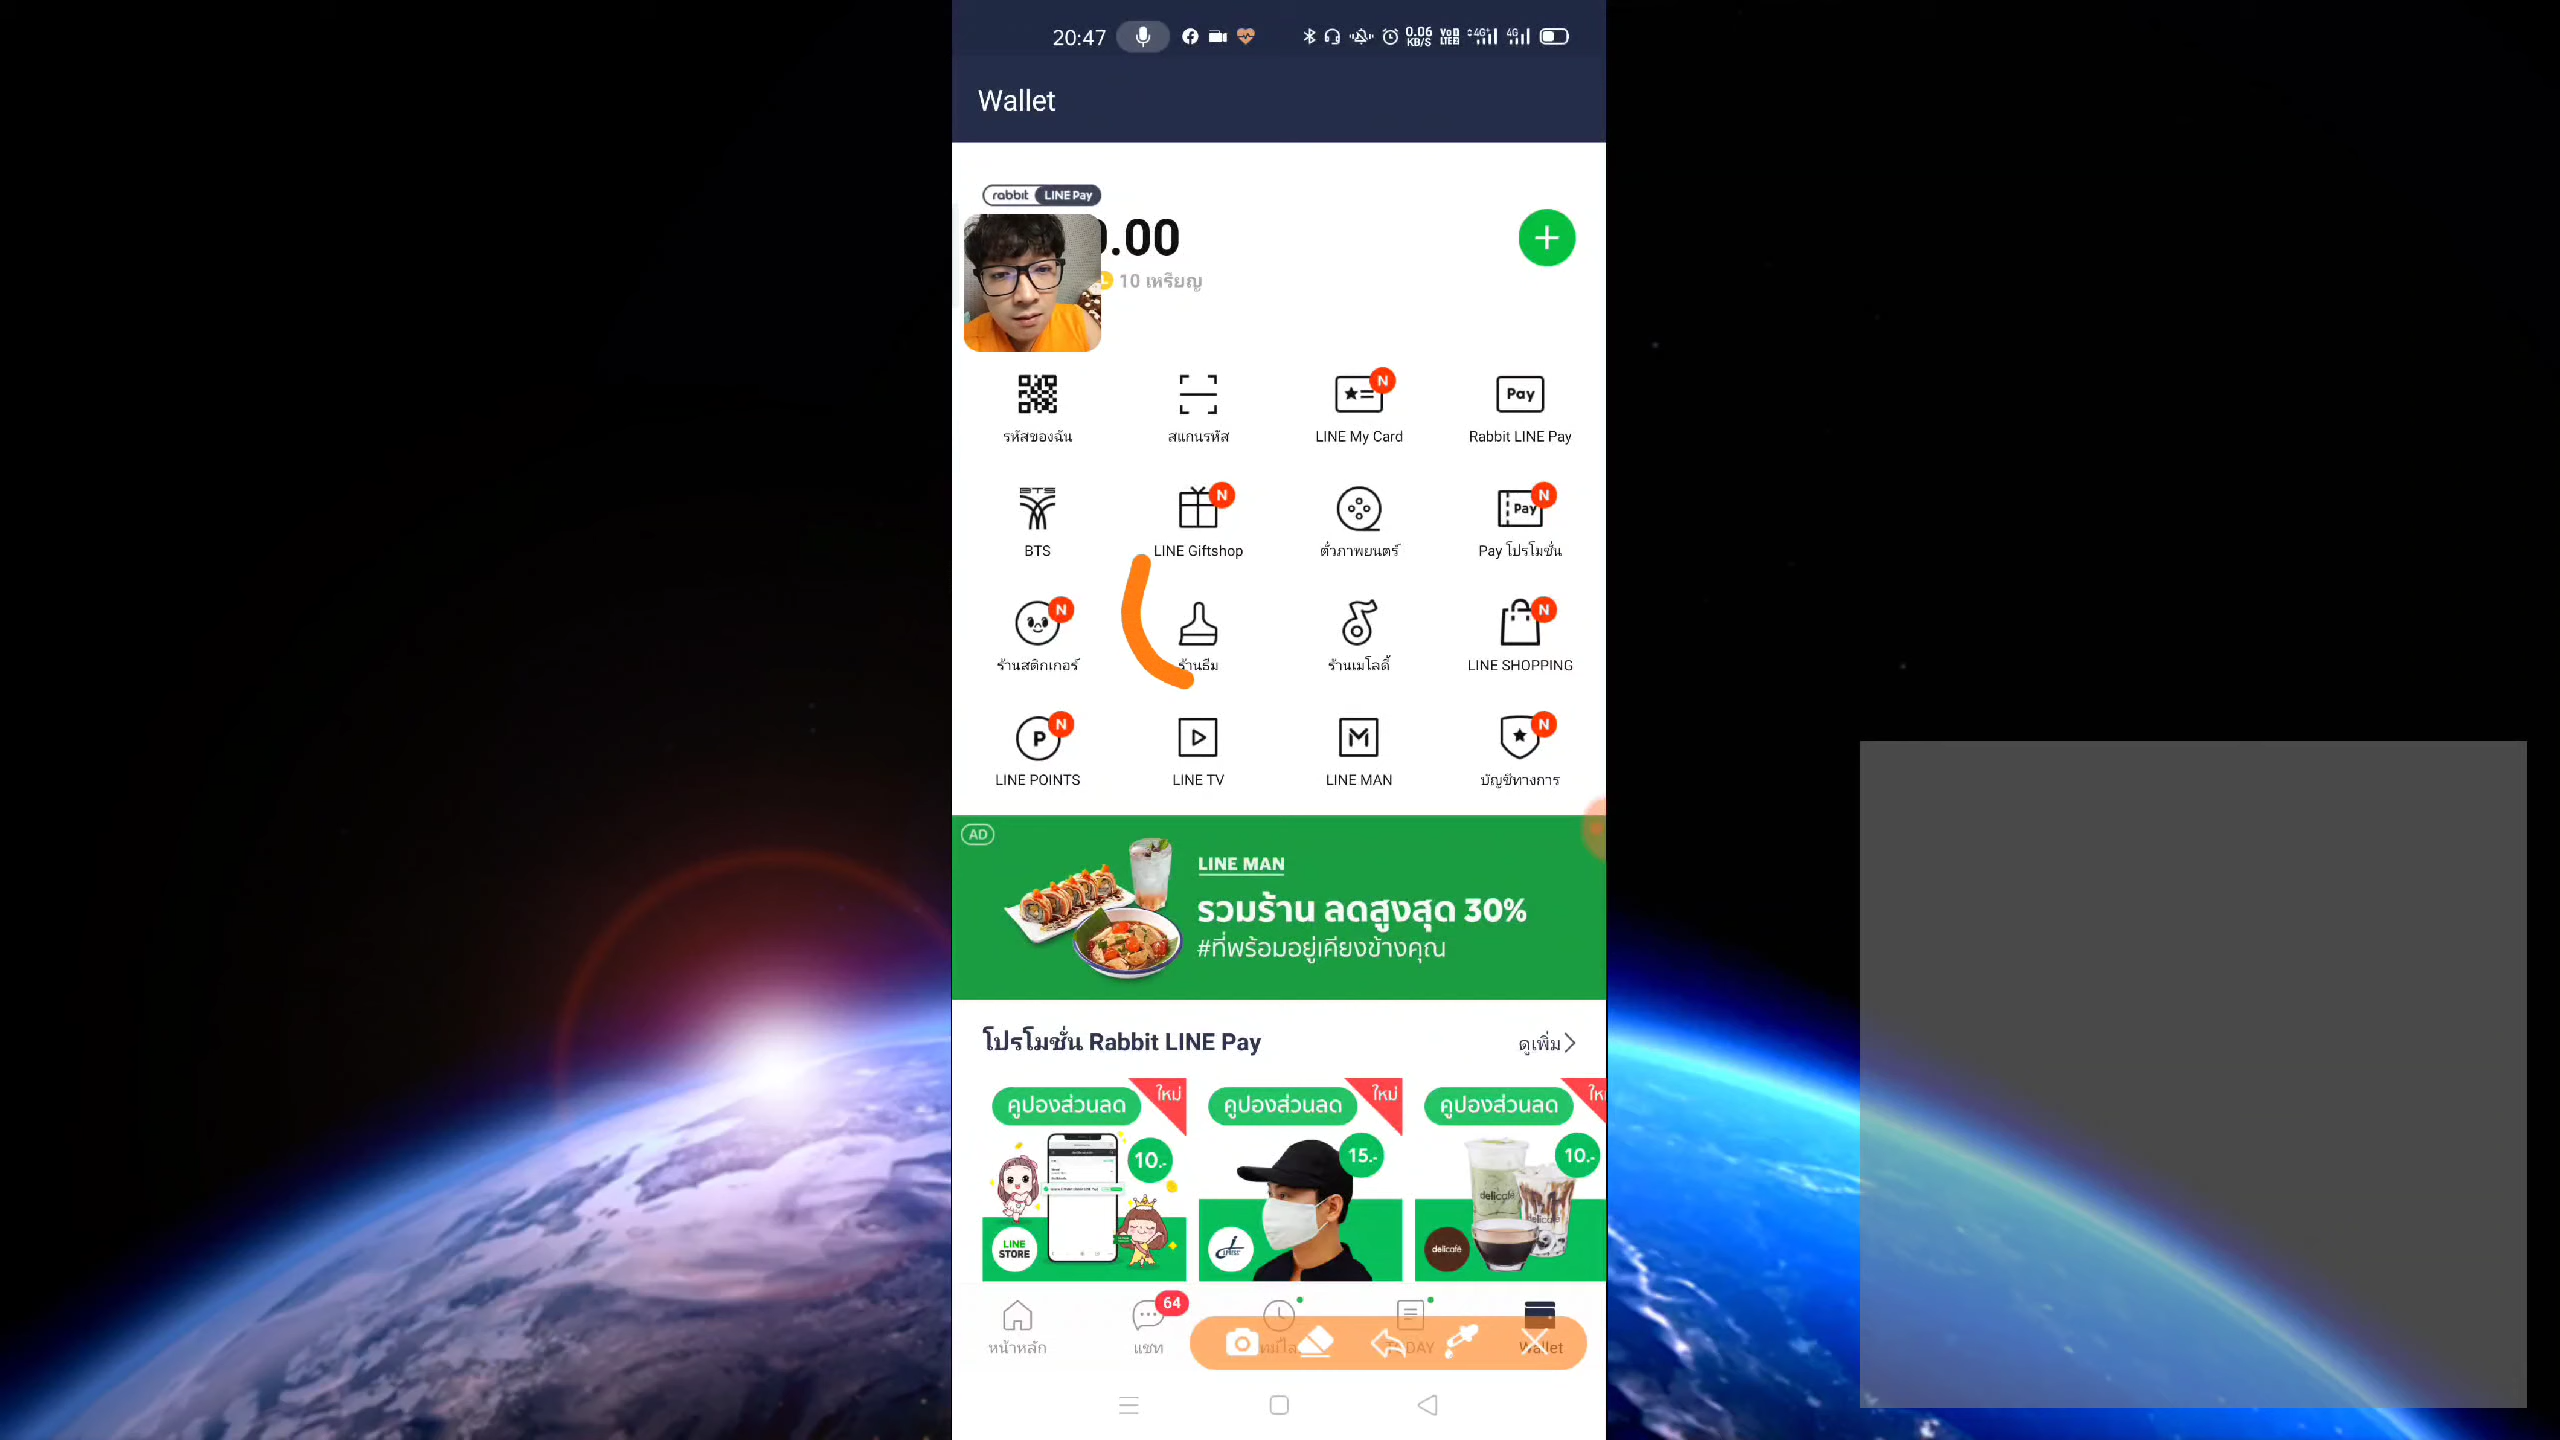 20:47
0.06
KB/S
VoD
LTE2
4G+
4G
Wallet
rabbit LINE Pay
.00
10 เหรียญ
รหัสของฉัน
สแกนรหัส
N
LINE My Card
Pay
Rabbit LINE Pay
BTS
BTS
N
LINE Giftshop
ตั๋วภาพยนตร์
Pay
N
Pay โปรโมชั่น
N
ร้านสติกเกอร์
ร้านธีม
ร้านเมโลดี้
N
LINE SHOPPING
P
N
LINE POINTS
LINE TV
M
LINE MAN
N
บัญชีทางการ
AD
LINE MAN
รวมร้าน ลดสูงสุด 30%
#ที่พร้อมอยู่เคียงข้างคุณ
โปรโมชั่น Rabbit LINE Pay
ดูเพิ่ม
คูปองส่วนลด
ใหม่
10.-
LINE
STORE
คูปองส่วนลด
ใหม่
15.-
คูปองส่วนลด
10.-
delicafé
delicafé
หน้าหลัก
64
แชท
Wallet